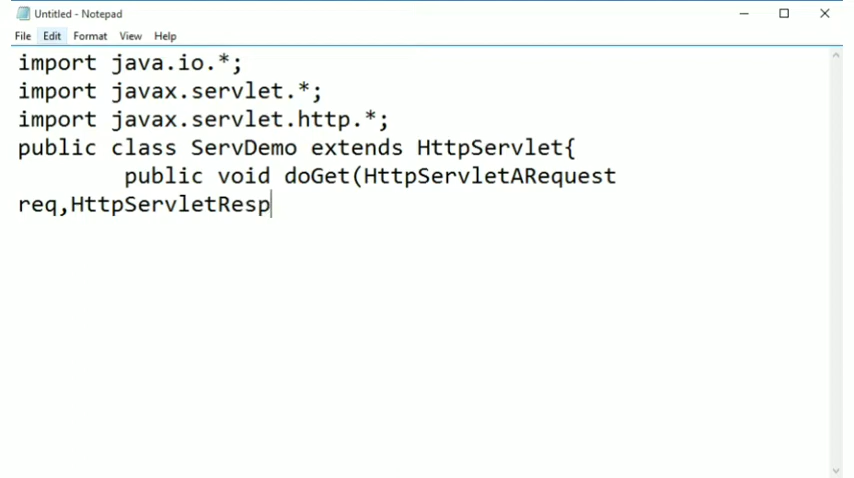 Untitled - Notepad
File Edit Format View Help
import java.io.*;
import javax.servlet.*;
import javax.servlet.http.*;
public class ServDemo extends HttpServlet{
public void doGet(HttpServletARequest
req,HttpServletResp